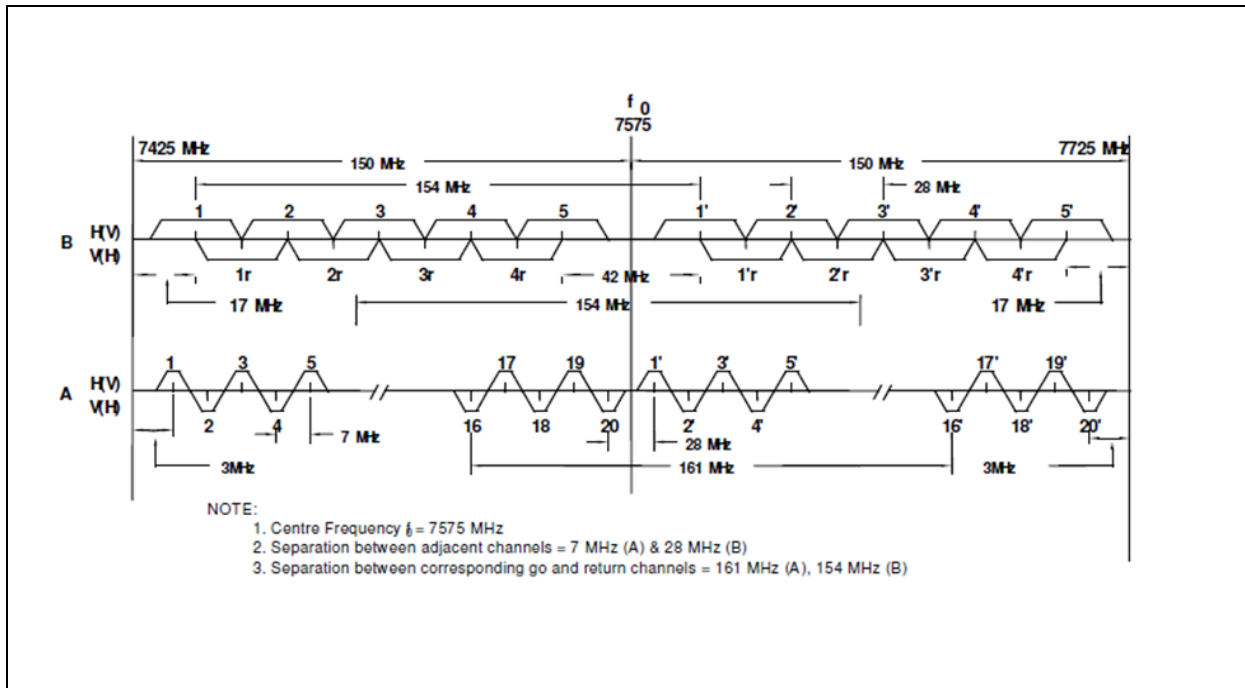 f 0
7575
7425 MHz
7725 MHz
150 MHz
150 MHz
154 MHz
28 MHz
1 2 3 4 5 1' 2' 3' 4' 5'
B
H(V)
V(H)
1r 2r 3r 4r 42 MHz 1'r 2'r 3'r 4'r
17 MHz
154 MHz
17 MHz
1 3 5 17 19 1' 3' 5' 17' 19'
A
H(V)
V(H)
2 4 16 18 20 2' 4' 16' 18' 20'
7 MHz
28 MHz
3MHz
161 MHz
3MHz
NOTE:
1. Centre Frequency f0 = 7575 MHz
2. Separation between adjacent channels = 7 MHz (A) & 28 MHz (B)
3. Separation between corresponding go and return channels = 161 MHz (A), 154 MHz (B)